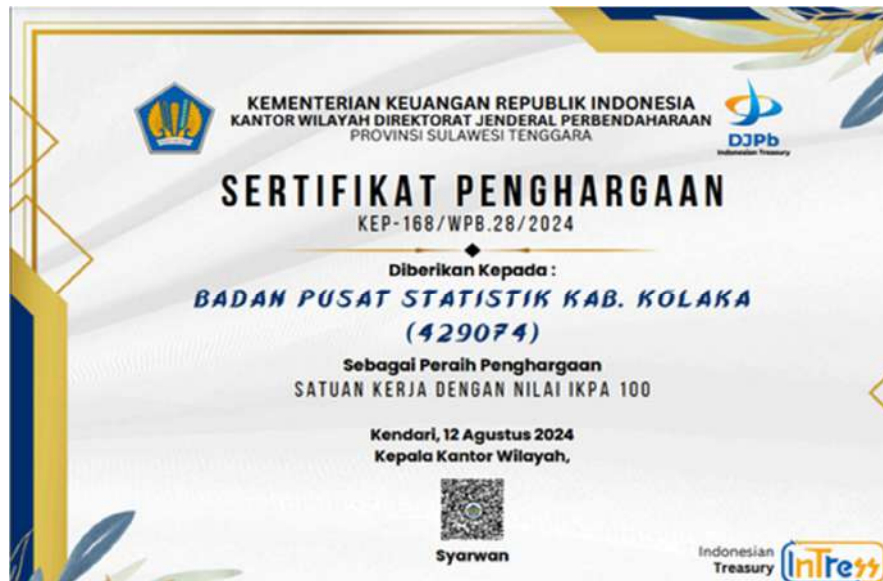 KEMENTERIAN KEUANGAN REPUBLIK INDONESIA
KANTOR WILAYAH DIREKTORAT JENDERAL PERBENDAHARAAN
PROVINSI SULAWESI TENGGARA
DJPb
Indonesian Treasury
SERTIFIKAT PENGHARGAAN
KEP-168/WPB.28/2024
Diberikan Kepada :
BADAN PUSAT STATISTIK KAB. KOLAKA
(429074)
Sebagai Peraih Penghargaan
SATUAN KERJA DENGAN NILAI IKPA 100
Kendari, 12 Agustus 2024
Kepala Kantor Wilayah,
Syarwan
Indonesian
Treasury
InTress